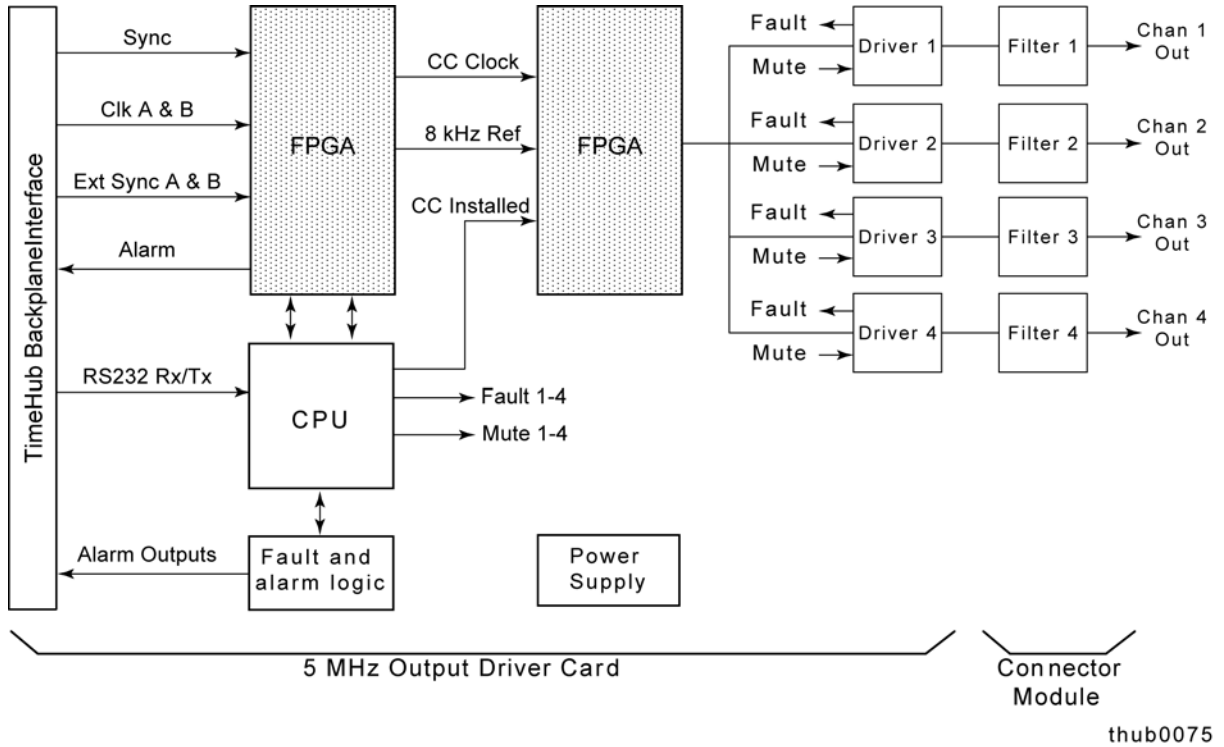 TimeHub BackplaneInterface
Sync
Clk A & B
Ext Sync A & B
Alarm
RS232 Rx/Tx
Alarm Outputs
FPGA
CPU
Fault and
alarm logic
CC Clock
8 kHz Ref
CC Installed
Fault 1-4
Mute 1-4
FPGA
Power
Supply
Fault
Mute
Driver 1
Filter 1
Chan 1
Out
Fault
Mute
Driver 2
Filter 2
Chan 2
Out
Fault
Mute
Driver 3
Filter 3
Chan 3
Out
Fault
Mute
Driver 4
Filter 4
Chan 4
Out
5 MHz Output Driver Card
Connector
Module
thub0075